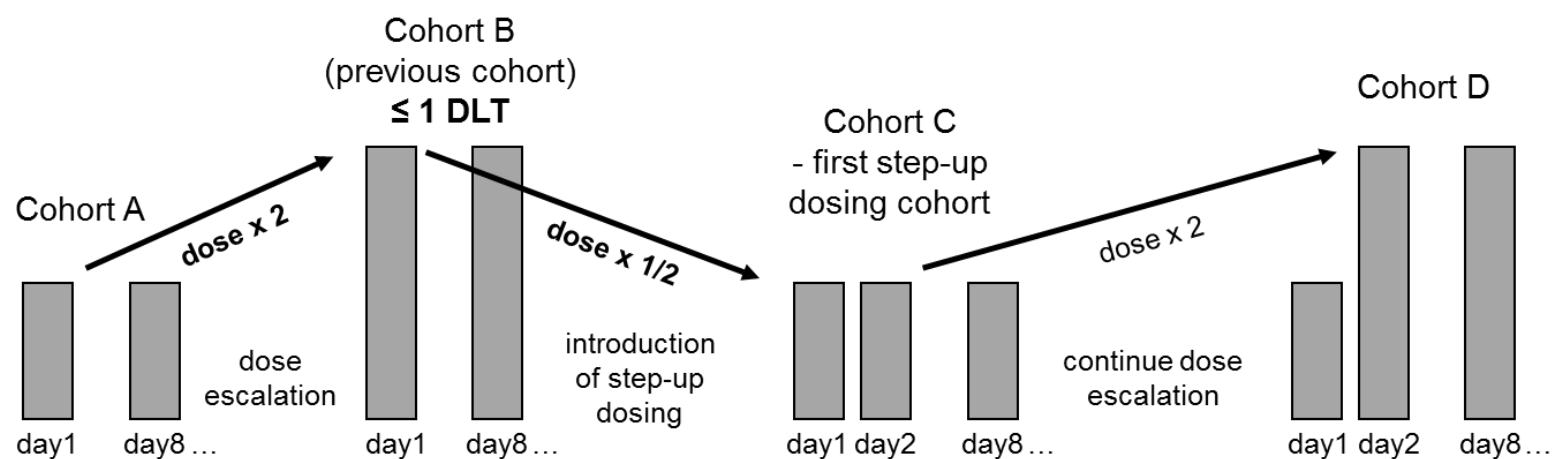 Cohort A
day1
day8 …
dose x 2
dose
escalation
Cohort B
(previous cohort)
≤ 1 DLT
day1
day8…
dose x 1/2
introduction
of step-up
dosing
Cohort C
- first step-up
dosing cohort
day1 day2
day8…
dose x 2
continue dose
escalation
Cohort D
day1 day2
day8…